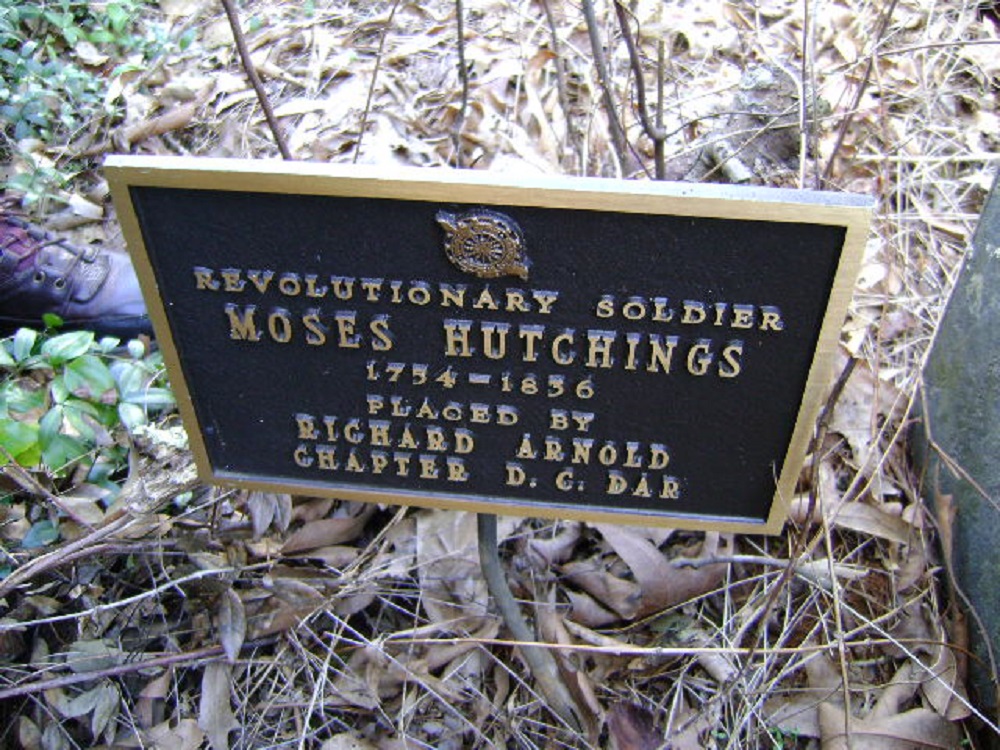 REVOLUTIONARY SOLDIER
MOSES HUTCHINGS
1754-1836
PLACED BY
RICHARD ARNOLD
CHAPTER D.C. DAR